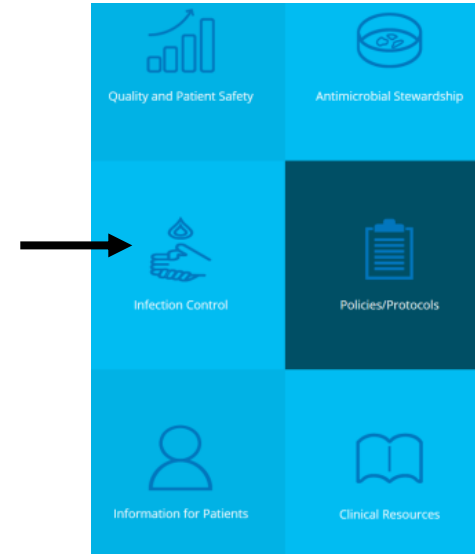 Quality and Patient Safety
Antimicrobial Stewardship
Infection Control
Policies/Protocols
Information for Patients
Clinical Resources